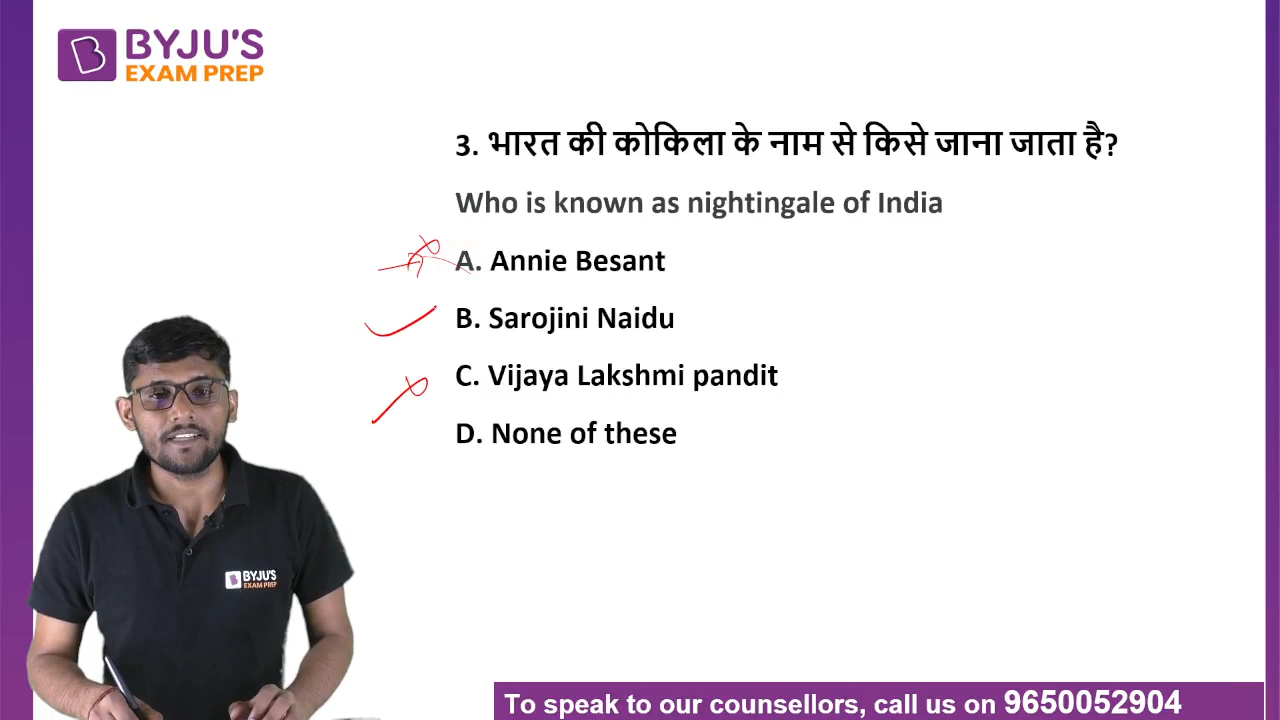 BYJU'S
EXAM PREP
3. भारत की कोकिला के नाम से किसे जाना जाता है?
Who is known as nightingale of India
A. Annie Besant
B. Sarojini Naidu
C. Vijaya Lakshmi pandit
D. None of these
BYJU'S
EXAM PREP
To speak to our counsellors, call us on 9650052904